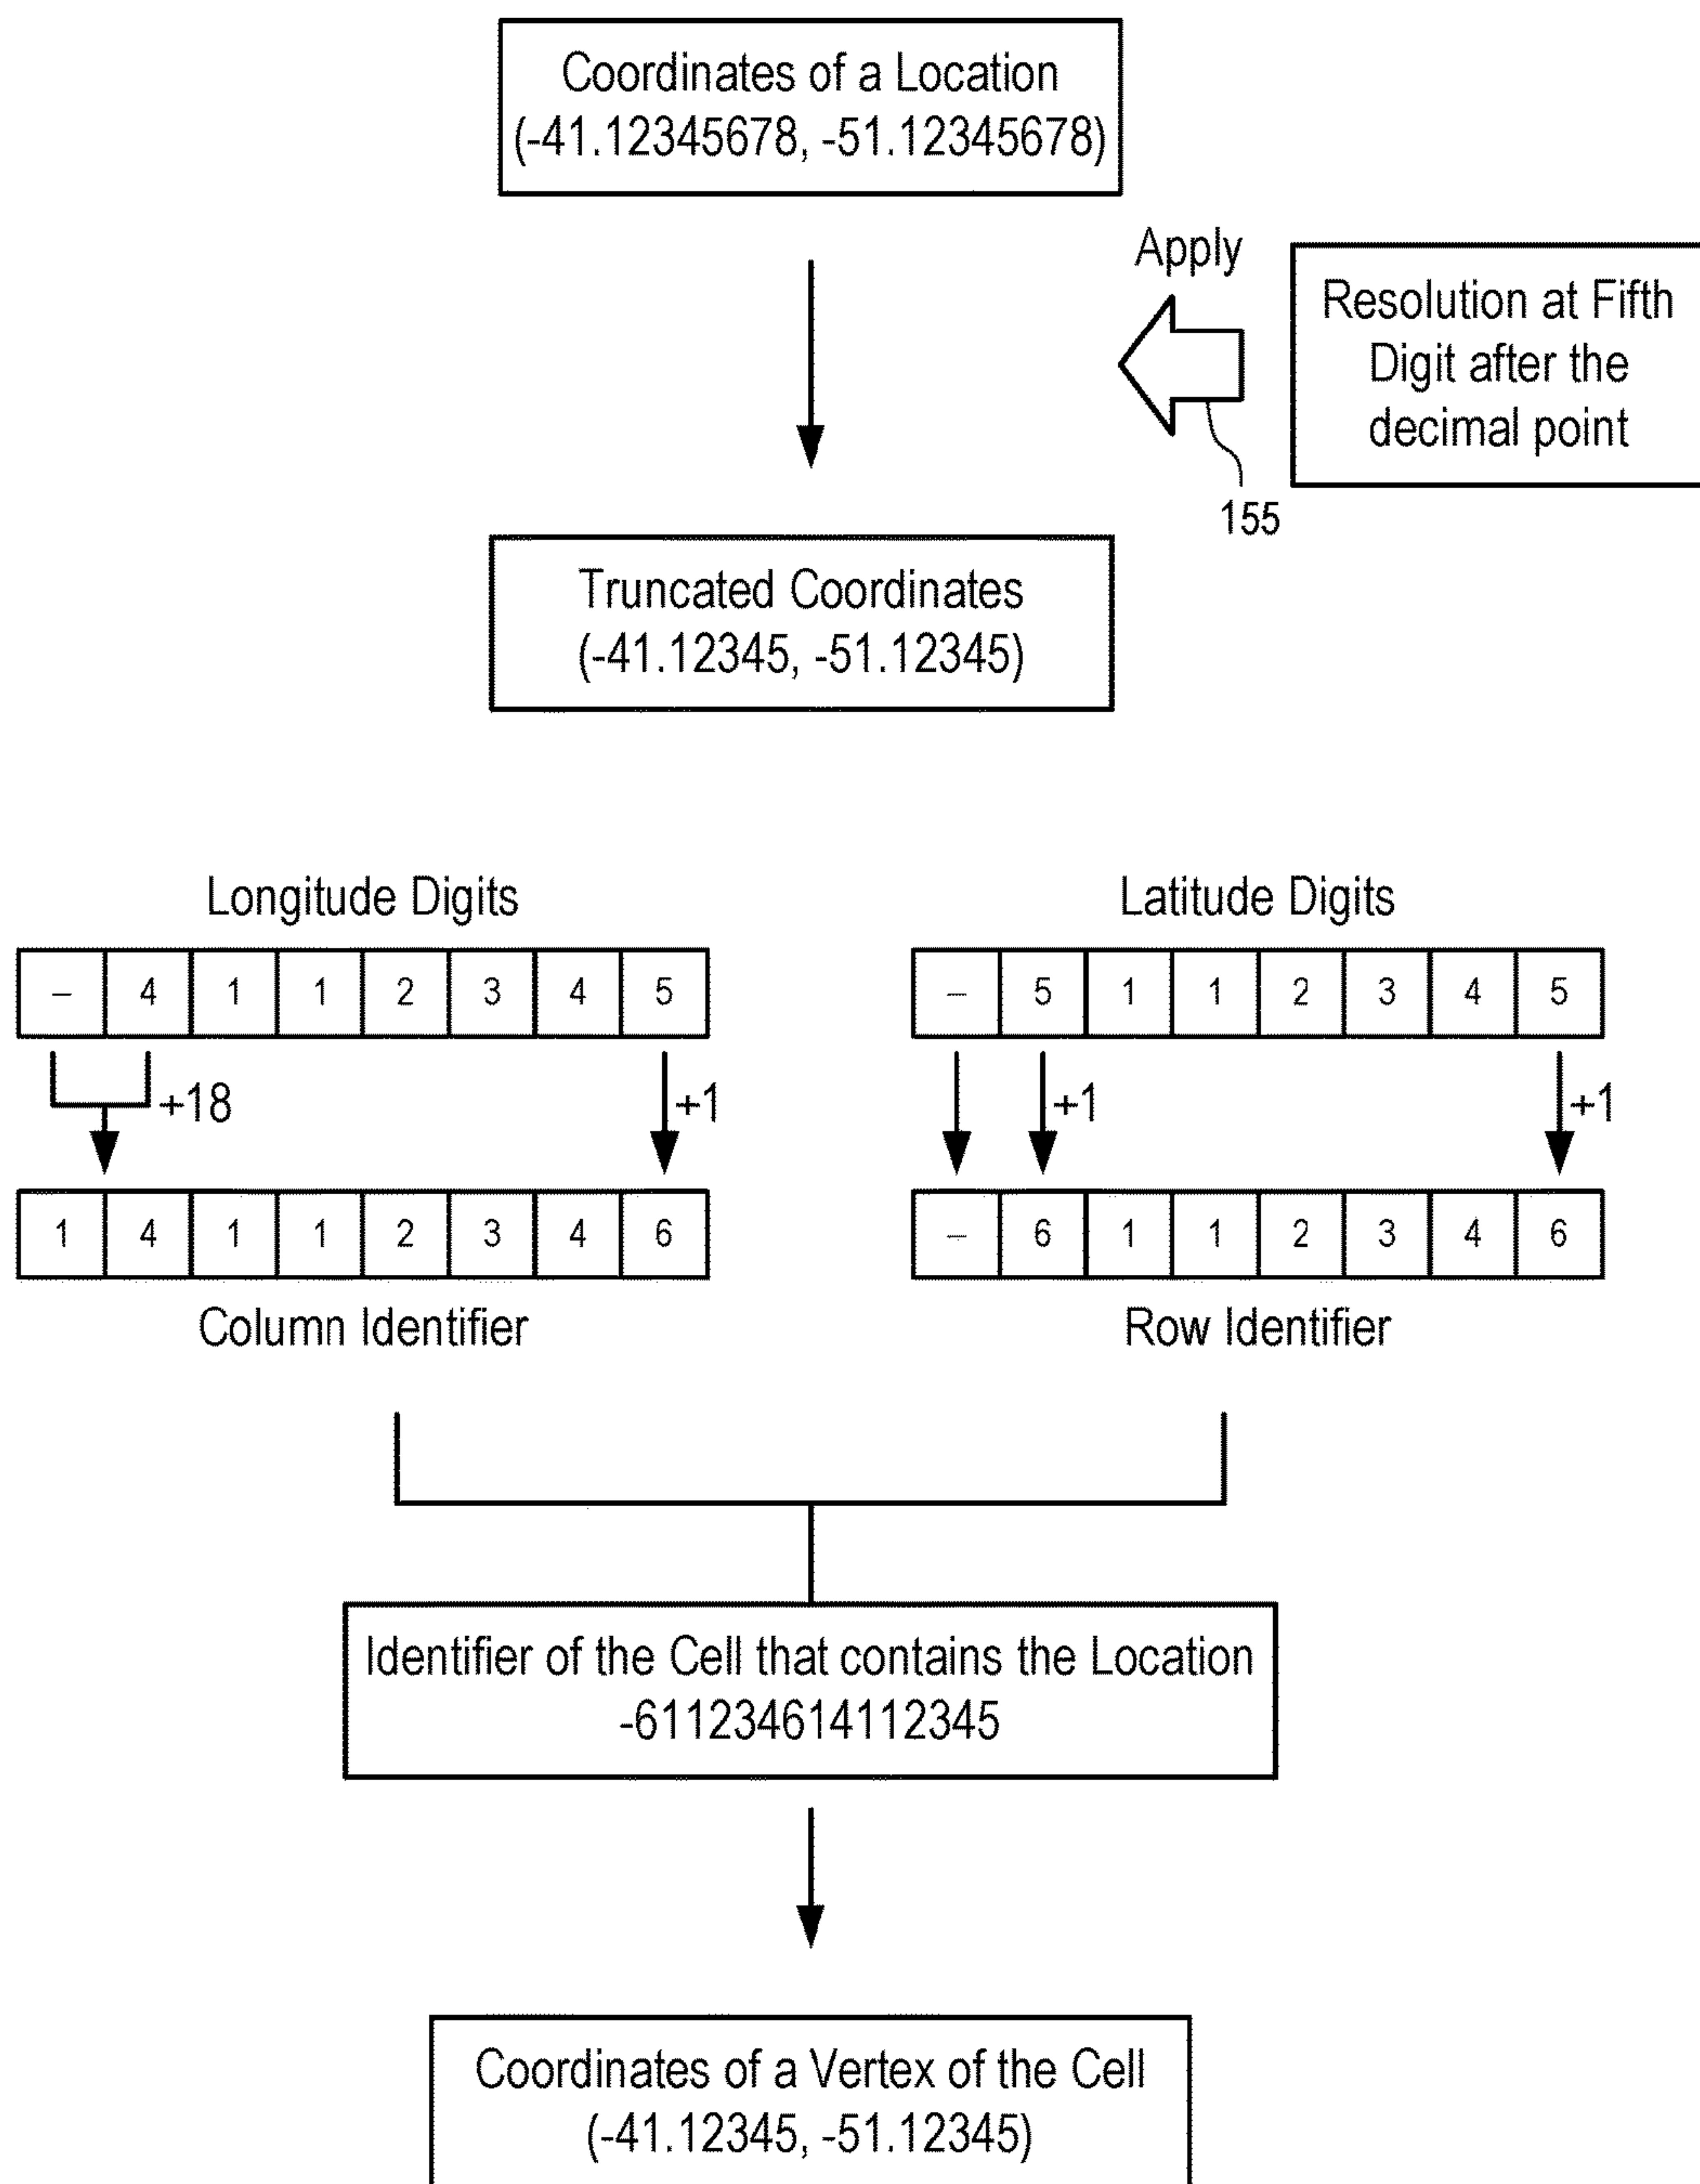 Coordinates of a Location
(-41.12345678, -51.12345678)
Apply
Resolution at Fifth
Digit after the
decimal point
155
Truncated Coordinates
(-41.12345, -51.12345)
Longitude Digits
– 4 1 1 2 3 4 5
+18
+1
1 4 1 1 2 3 4 6
Column Identifier
Latitude Digits
– 5 1 1 2 3 4 5
+1
+1
– 6 1 1 2 3 4 6
Row Identifier
Identifier of the Cell that contains the Location
-611234614112345
Coordinates of a Vertex of the Cell
(-41.12345, -51.12345)